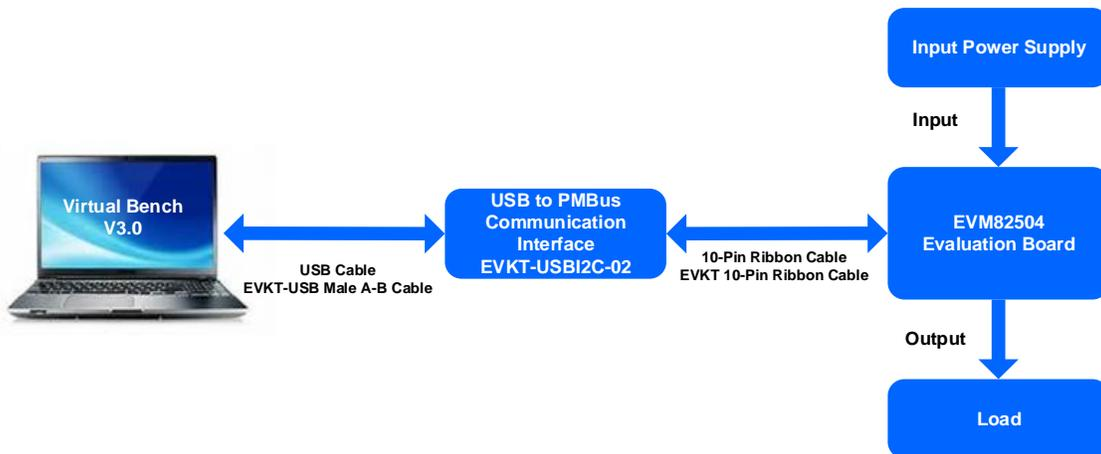 Input Power Supply
Input
Virtual Bench
V3.0
USB to PMBus
Communication
Interface
EVKT-USBI2C-02
EVM82504
Evaluation Board
USB Cable
EVKT-USB Male A-B Cable
10-Pin Ribbon Cable
EVKT 10-Pin Ribbon Cable
Output
Load